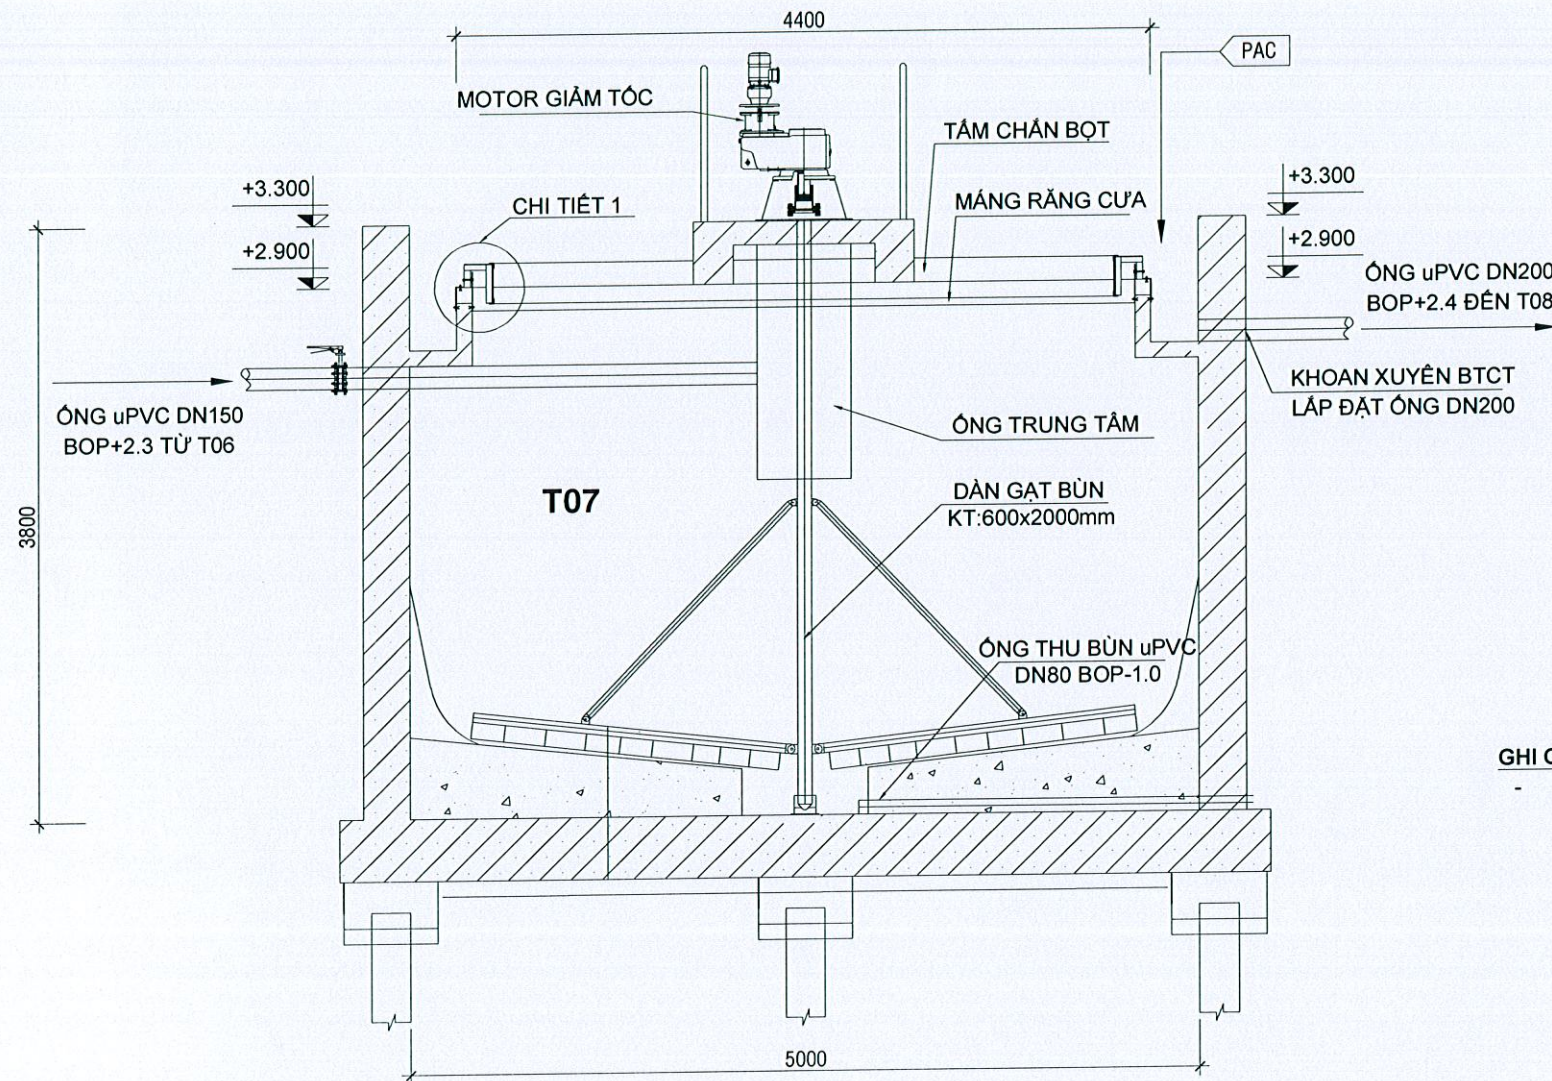 4400
PAC
MOTOR GIẢM TỐC
TẤM CHẮN BỌT
+3.300
CHI TIẾT 1
MÁNG RĂNG CƯA
+3.300
+2.900
+2.900
ỐNG uPVC DN200
BOP+2.4 ĐẾN T08
KHOAN XUYÊN BTCT
LẮP ĐẶT ỐNG DN200
ỐNG uPVC DN150
BOP+2.3 TỪ T06
ỐNG TRUNG TÂM
T07
DÀN GẠT BÙN
KT:600x2000mm
3800
ỐNG THU BÙN uPVC
DN80 BOP-1.0
GHI C
-
5000